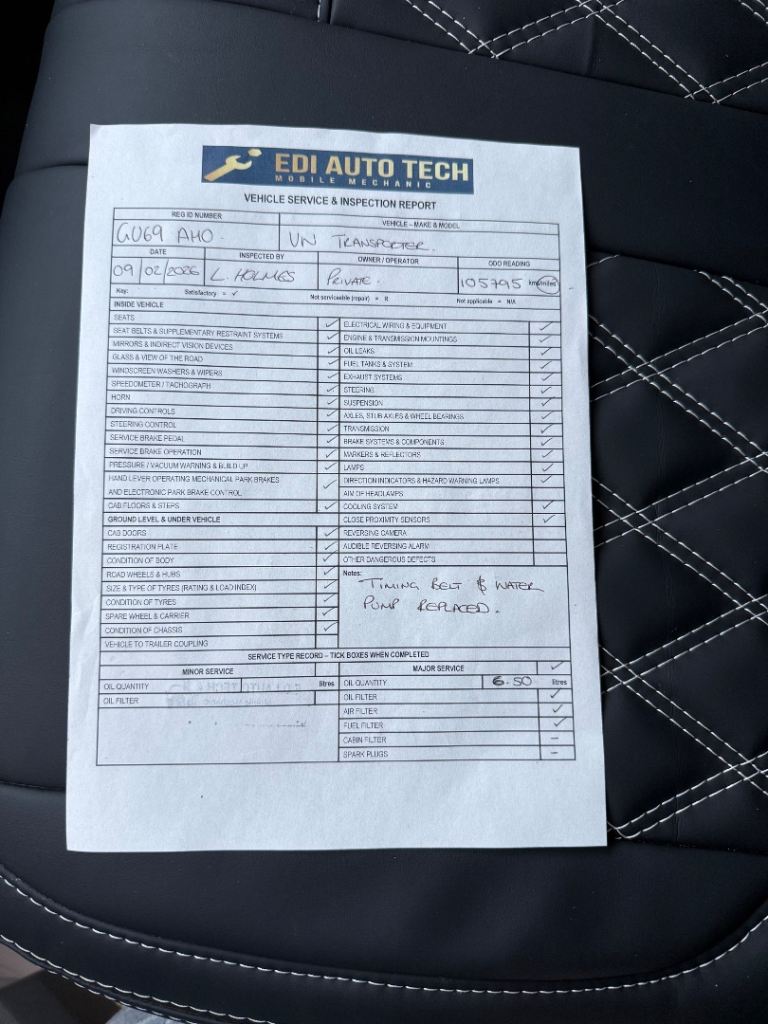 EDI AUTO TECH
MOBILE MECHANIC
VEHICLE SERVICE & INSPECTION REPORT
REG ID NUMBER
VEHICLE – MAKE & MODEL
GU69 AHO.
VW TRANSPORTER.
DATE
INSPECTED BY
OWNER / OPERATOR
ODO READING
09/02/2026
L. HOLMES
PRIVATE.
105795 km/miles
Key: Satisfactory = ✓ Not serviceable (repair) = R Not applicable = N/A
INSIDE VEHICLE
SEATS ✓
SEAT BELTS & SUPPLEMENTARY RESTRAINT SYSTEMS ✓
MIRRORS & INDIRECT VISION DEVICES ✓
GLASS & VIEW OF THE ROAD ✓
WINDSCREEN WASHERS & WIPERS ✓
SPEEDOMETER / TACHOGRAPH ✓
HORN ✓
DRIVING CONTROLS ✓
STEERING CONTROL ✓
SERVICE BRAKE PEDAL ✓
SERVICE BRAKE OPERATION ✓
PRESSURE / VACUUM WARNING & BUILD UP ✓
HAND LEVER OPERATING MECHANICAL PARK BRAKES
AND ELECTRONIC PARK BRAKE CONTROL ✓
CAB FLOORS & STEPS ✓
GROUND LEVEL & UNDER VEHICLE
CAB DOORS ✓
REGISTRATION PLATE ✓
CONDITION OF BODY ✓
ROAD WHEELS & HUBS ✓
SIZE & TYPE OF TYRES (RATING & LOAD INDEX) ✓
CONDITION OF TYRES ✓
SPARE WHEEL & CARRIER ✓
CONDITION OF CHASSIS ✓
VEHICLE TO TRAILER COUPLING
ELECTRICAL WIRING & EQUIPMENT ✓
ENGINE & TRANSMISSION MOUNTINGS ✓
OIL LEAKS ✓
FUEL TANKS & SYSTEM ✓
EXHAUST SYSTEMS ✓
STEERING ✓
SUSPENSION ✓
AXLES, STUB AXLES & WHEEL BEARINGS ✓
TRANSMISSION ✓
BRAKE SYSTEMS & COMPONENTS ✓
MARKERS & REFLECTORS ✓
LAMPS ✓
DIRECTION INDICATORS & HAZARD WARNING LAMPS ✓
AIM OF HEADLAMPS
COOLING SYSTEM ✓
CLOSE PROXIMITY SENSORS ✓
REVERSING CAMERA
AUDIBLE REVERSING ALARM
OTHER DANGEROUS DEFECTS
Notes:
TIMING BELT & WATER
PUMP REPLACED.
SERVICE TYPE RECORD – TICK BOXES WHEN COMPLETED
MINOR SERVICE
OIL QUANTITY litres
OIL FILTER
MAJOR SERVICE ✓
OIL QUANTITY 6.50 litres
OIL FILTER ✓
AIR FILTER ✓
FUEL FILTER ✓
CABIN FILTER –
SPARK PLUGS –